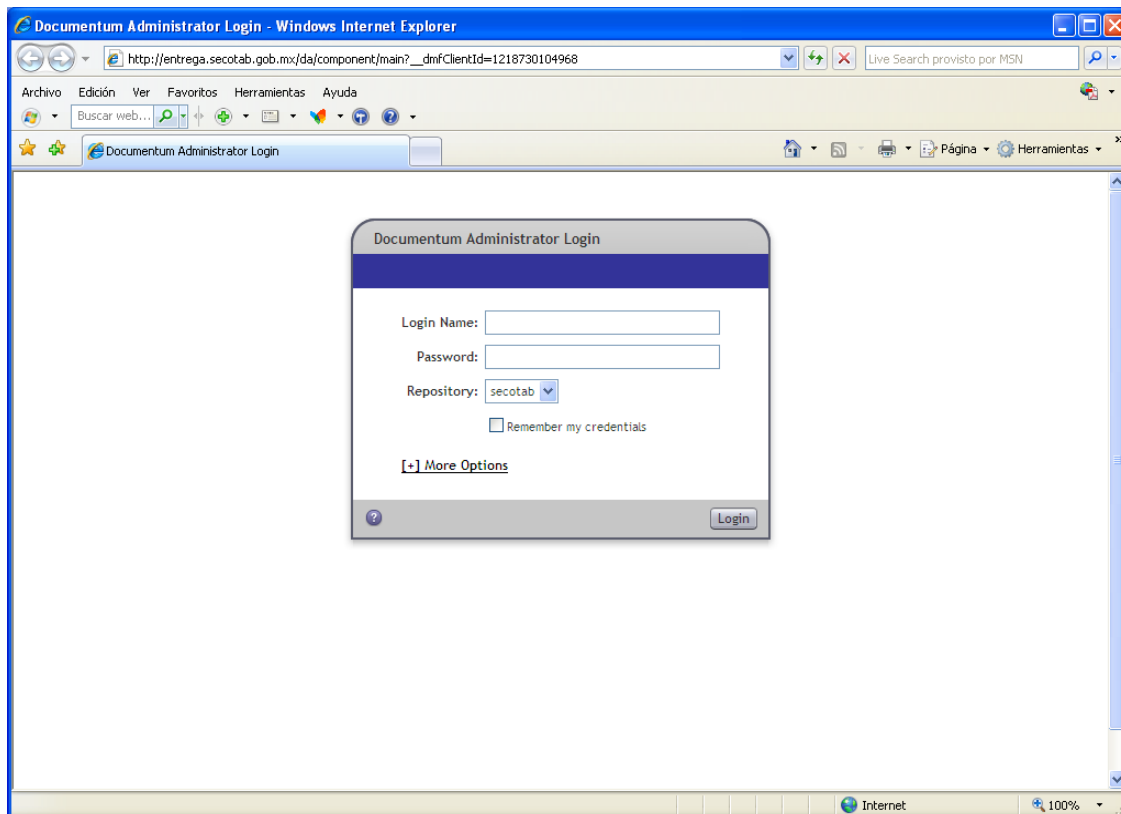 Documentum Administrator Login - Windows Internet Explorer
http://entrega.secotab.gob.mx/da/component/main?__dmfClientId=1218730104968
Live Search provisto por MSN
Archivo Edición Ver Favoritos Herramientas Ayuda
Buscar web...
Documentum Administrator Login
Página
Herramientas
Documentum Administrator Login
Login Name:
Password:
Repository: secotab
Remember my credentials
[+] More Options
Login
Internet
100%